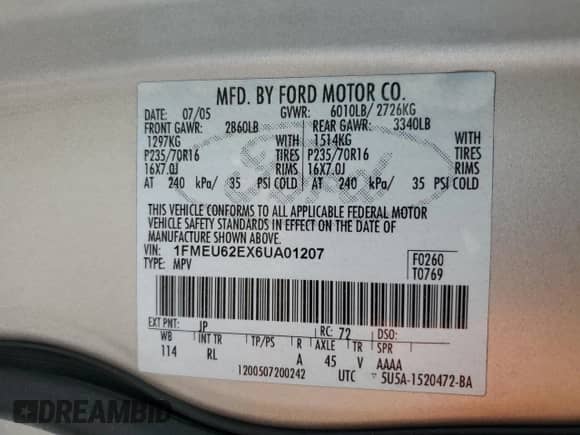 MFD. BY FORD MOTOR CO.
DATE: 07/05 GVWR: 6010LB/ 2726KG
FRONT GAWR: 2860LB REAR GAWR: 3340LB
1297KG WITH 1514KG WITH
P235/70R16 TIRES P235/70R16 TIRES
16X7.0J RIMS 16X7.0J RIMS
AT 240 kPa/ 35 PSI COLD AT 240 kPa/ 35 PSI COLD
THIS VEHICLE CONFORMS TO ALL APPLICABLE FEDERAL MOTOR
VEHICLE SAFETY STANDARDS IN EFFECT ON THE DATE OF
MANUFACTURE SHOWN ABOVE.
VIN: 1FMEU62EX6UA01207 F0260
TYPE: MPV T0769
EXT PNT: JP RC: 72 DSO:
WB INT TR TP/PS R AXLE TR SPR
114 RL A 45 V AAAA
1200507200242 UTC 5U5A-1520472-BA
Ford
DREAMBID